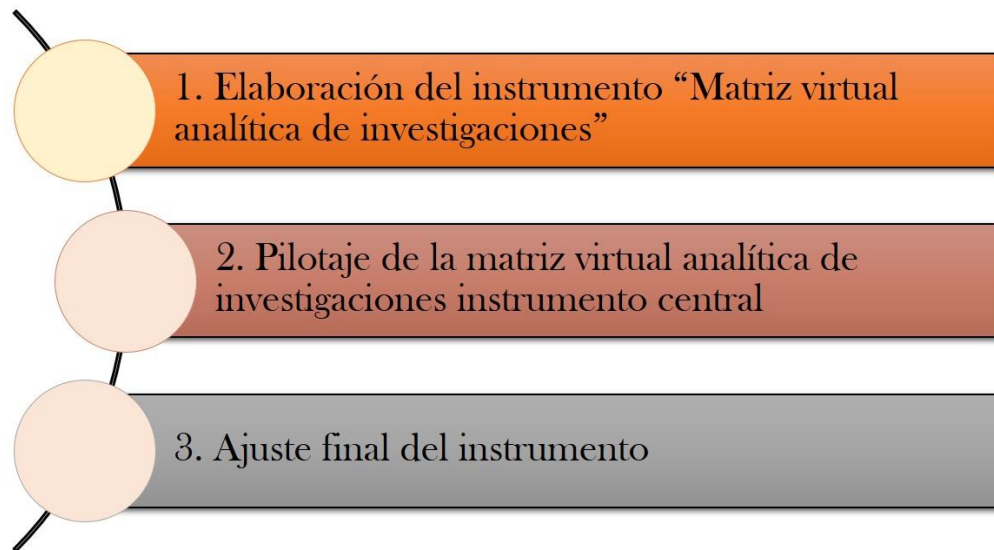 1. Elaboración del instrumento “Matriz virtual
analítica de investigaciones”
2. Pilotaje de la matriz virtual analítica de
investigaciones instrumento central
3. Ajuste final del instrumento